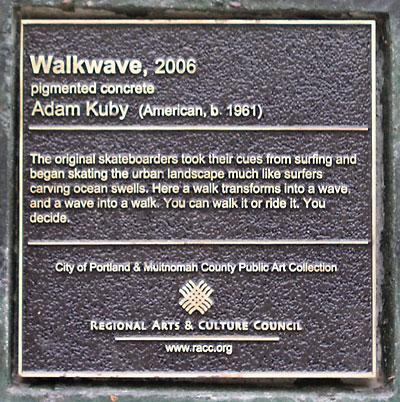 Walkwave, 2006
pigmented concrete
Adam Kuby (American, b. 1961)
The original skateboarders took their cues from surfing and
began skating the urban landscape much like surfers
carving ocean swells. Here a walk transforms into a wave,
and a wave into a walk. You can walk it or ride it. You
decide.
City of Portland & Multnomah County Public Art Collection
REGIONAL ARTS & CULTURE COUNCIL
www.racc.org